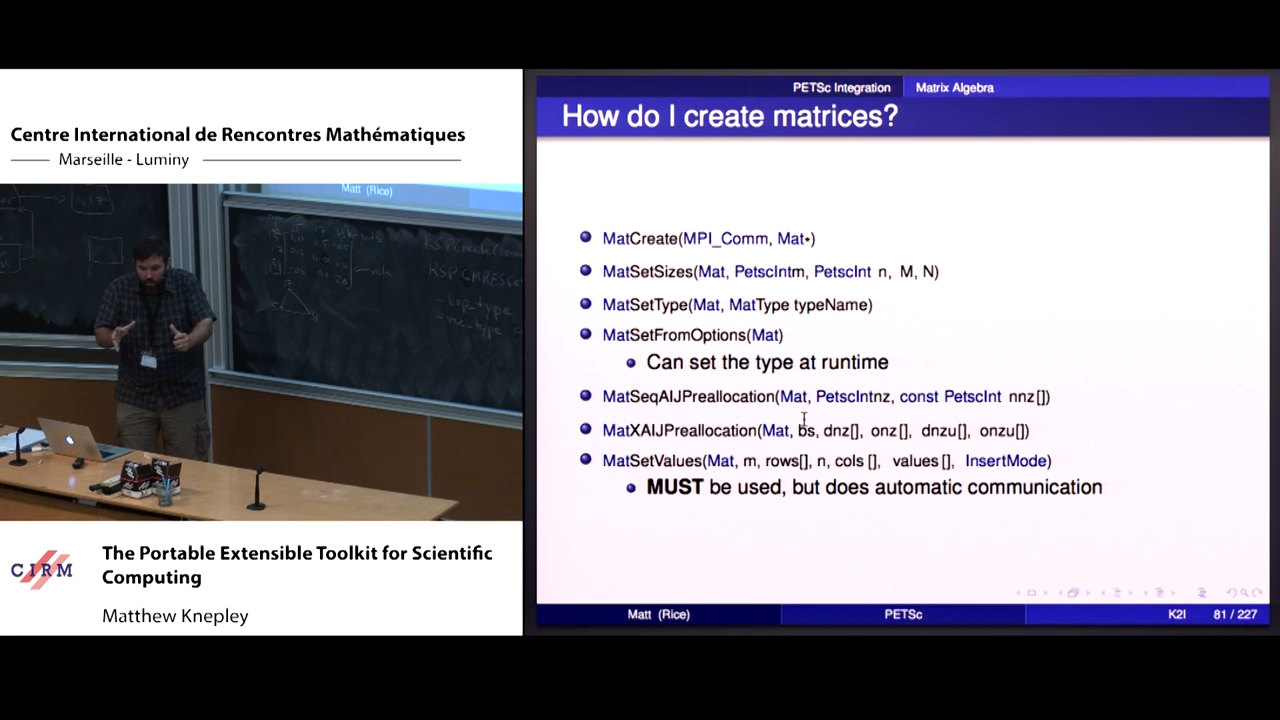 Centre International de Rencontres Mathématiques
Marseille - Luminy
Matt (Rice)
KSPGMRESSe
- ksp_type
The Portable Extensible Toolkit for Scientific
Computing
CIRM
Matthew Knepley
PETSc Integration
Matrix Algebra
How do I create matrices?
MatCreate(MPI_Comm, Mat*)
MatSetSizes(Mat, PetscIntm, PetscInt n, M, N)
MatSetType(Mat, MatType typeName)
MatSetFromOptions(Mat)
Can set the type at runtime
MatSeqAIJPreallocation(Mat, PetscIntnz, const PetscInt nnz[])
MatXAIJPreallocation(Mat, bs, dnz[], onz[], dnzu[], onzu[])
MatSetValues(Mat, m, rows[], n, cols [], values [], InsertMode)
MUST be used, but does automatic communication
Matt (Rice)
PETSc
K2I
81 / 227